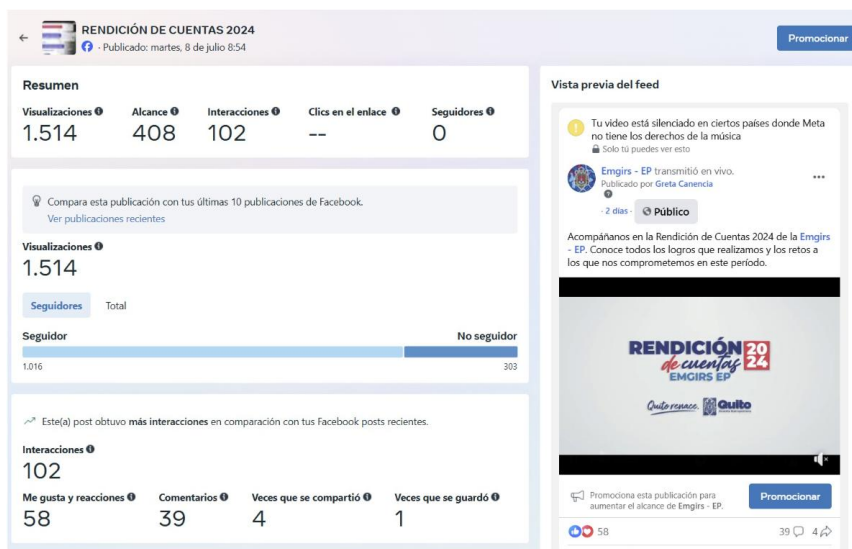 RENDICIÓN DE CUENTAS 2024
· Publicado: martes, 8 de julio 8:54
Promocionar
Resumen
Visualizaciones Alcance Interacciones Clics en el enlace Seguidores
1.514 408 102 -- 0
Compara esta publicación con tus últimas 10 publicaciones de Facebook.
Ver publicaciones recientes
Visualizaciones
1.514
Seguidores Total
Seguidor No seguidor
1.016 303
Este(a) post obtuvo más interacciones en comparación con tus Facebook posts recientes.
Interacciones
102
Me gusta y reacciones Comentarios Veces que se compartió Veces que se guardó
58 39 4 1
Vista previa del feed
Tu video está silenciado en ciertos países donde Meta
no tiene los derechos de la música
Solo tú puedes ver esto
Emgirs - EP transmitió en vivo.
Publicado por Greta Canencia
· 2 días · Público
Acompáñanos en la Rendición de Cuentas 2024 de la Emgirs
- EP. Conoce todos los logros que realizamos y los retos a
los que nos comprometemos en este período.
RENDICIÓN 20
de cuentas 24
EMGIRS EP
Quito renace. Quito
Promociona esta publicación para
aumentar el alcance de Emgirs - EP.
Promocionar
58 39 4